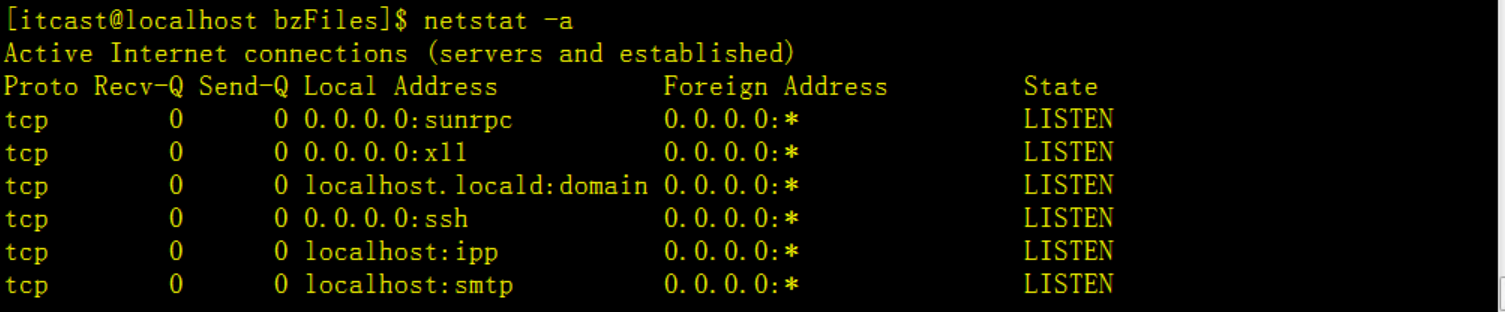 [itcast@localhost bzFiles]$ netstat -a
Active Internet connections (servers and established)
Proto Recv-Q Send-Q Local Address           Foreign Address         State
tcp        0      0 0.0.0.0:sunrpc          0.0.0.0:*               LISTEN
tcp        0      0 0.0.0.0:x11             0.0.0.0:*               LISTEN
tcp        0      0 localhost.locald:domain 0.0.0.0:*               LISTEN
tcp        0      0 0.0.0.0:ssh             0.0.0.0:*               LISTEN
tcp        0      0 localhost:ipp           0.0.0.0:*               LISTEN
tcp        0      0 localhost:smtp          0.0.0.0:*               LISTEN